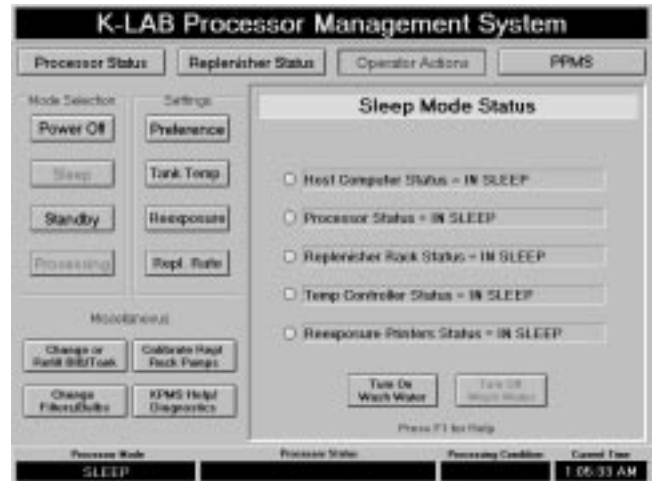 K-LAB Processor Management System
Processor Status
Replenisher Status
Operator Actions
PPMS
Mode Selection
Settings
Power Off
Preference
Sleep
Tank Temp
Standby
Reexposure
Processing
Repl. Rate
Miscellaneous
Change or
Refill Tank
Calibrate Repl
Rack Pumps
Change
Filters/Bulbs
KPMS Help/
Diagnostics
Sleep Mode Status
Host Computer Status = IN SLEEP
Processor Status = IN SLEEP
Replenisher Rack Status = IN SLEEP
Temp Controller Status = IN SLEEP
Reexposure Printers Status = IN SLEEP
Turn On
Wash Water
Turn Off
Wash Water
Press F1 for Help
Processor Mode
Processor Status
Processing Condition
Current Time
SLEEP
1:05:33 AM